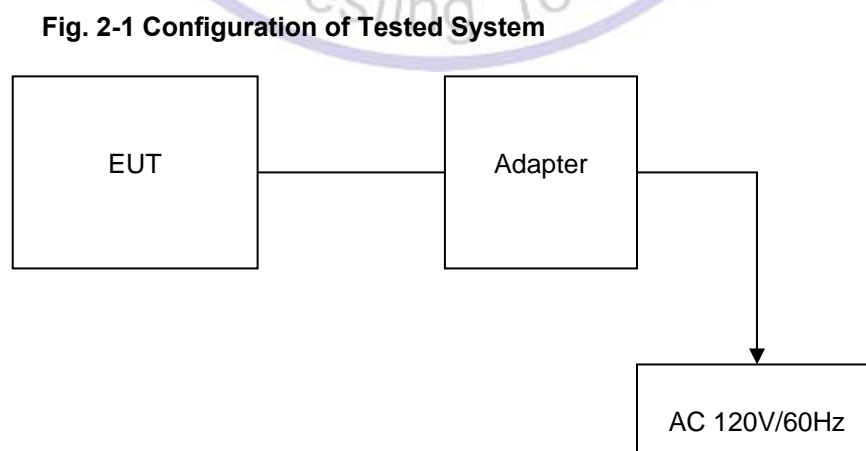 Fig. 2-1 Configuration of Tested System
EUT
Adapter
AC 120V/60Hz